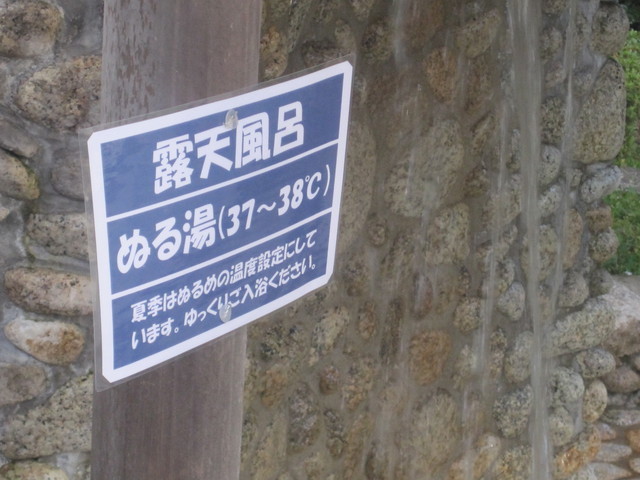 露天風呂
ぬる湯(37～38℃)
夏季はぬるめの温度設定にして
います。ゆっくりご入浴ください。